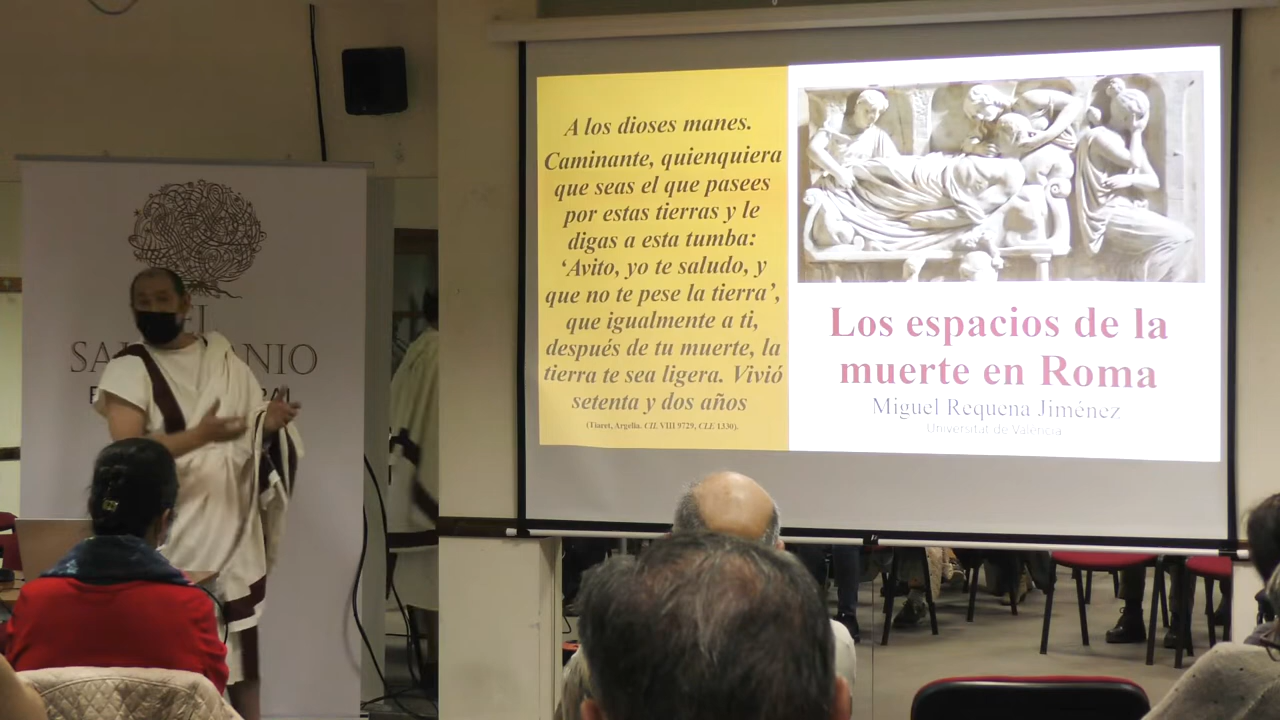 EL
A los dioses manes.
Caminante, quienquiera
que seas el que pasees
por estas tierras y le
digas a esta tumba:
‘Avito, yo te saludo, y
que no te pese la tierra’,
que igualmente a ti,
después de tu muerte, la
tierra te sea ligera. Vivió
setenta y dos años
(Tiaret, Argelia. CIL VIII 9729, CLE 1330).
Los espacios de la
muerte en Roma
Miguel Requena Jiménez
Universitat de València